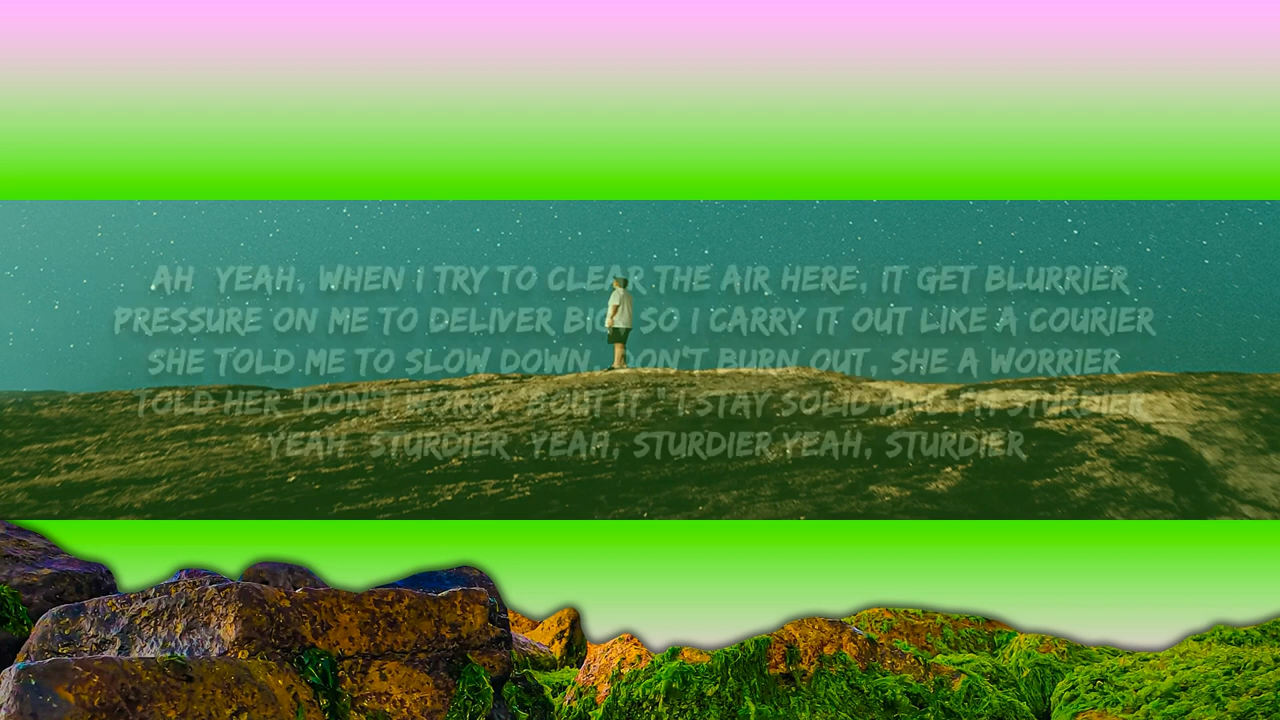 AH YEAH, WHEN I TRY TO CLEAR THE AIR HERE, IT GET BLURRIER
PRESSURE ON ME TO DELIVER BIG SO I CARRY IT OUT LIKE A COURIER
SHE TOLD ME TO SLOW DOWN, DON'T BURN OUT, SHE A WORRIER
TOLD HER "DON'T WORRY 'BOUT IT," I STAY SOLID AND I'M STURDIER
YEAH STURDIER YEAH, STURDIER YEAH, STURDIER